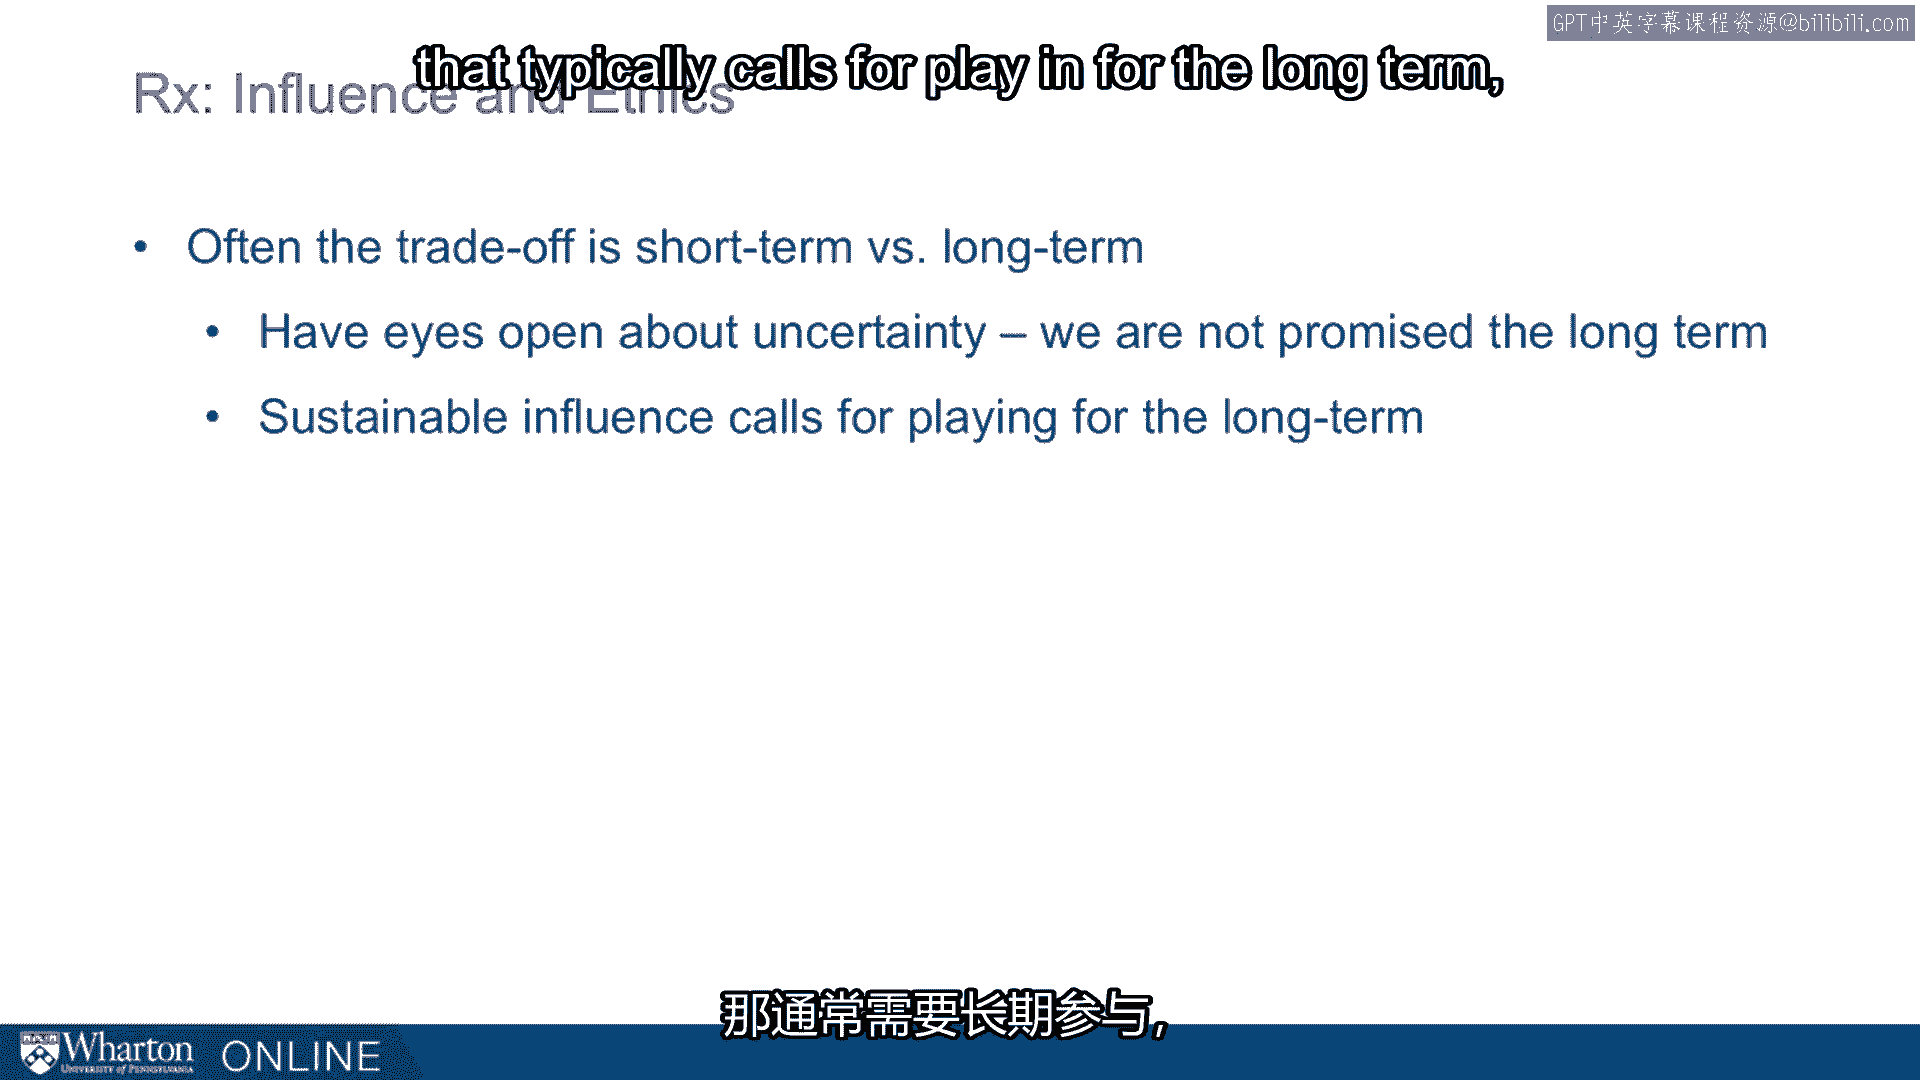 GPT中英字幕课程资源@bilibili.com
that typically calls for play in for the long term,
Rx: Influence and Ethics
• Often the trade-off is short-term vs. long-term
• Have eyes open about uncertainty – we are not promised the long term
• Sustainable influence calls for playing for the long-term
那通常需要长期参与，
Wharton
UNIVERSITY of PENNSYLVANIA
ONLINE